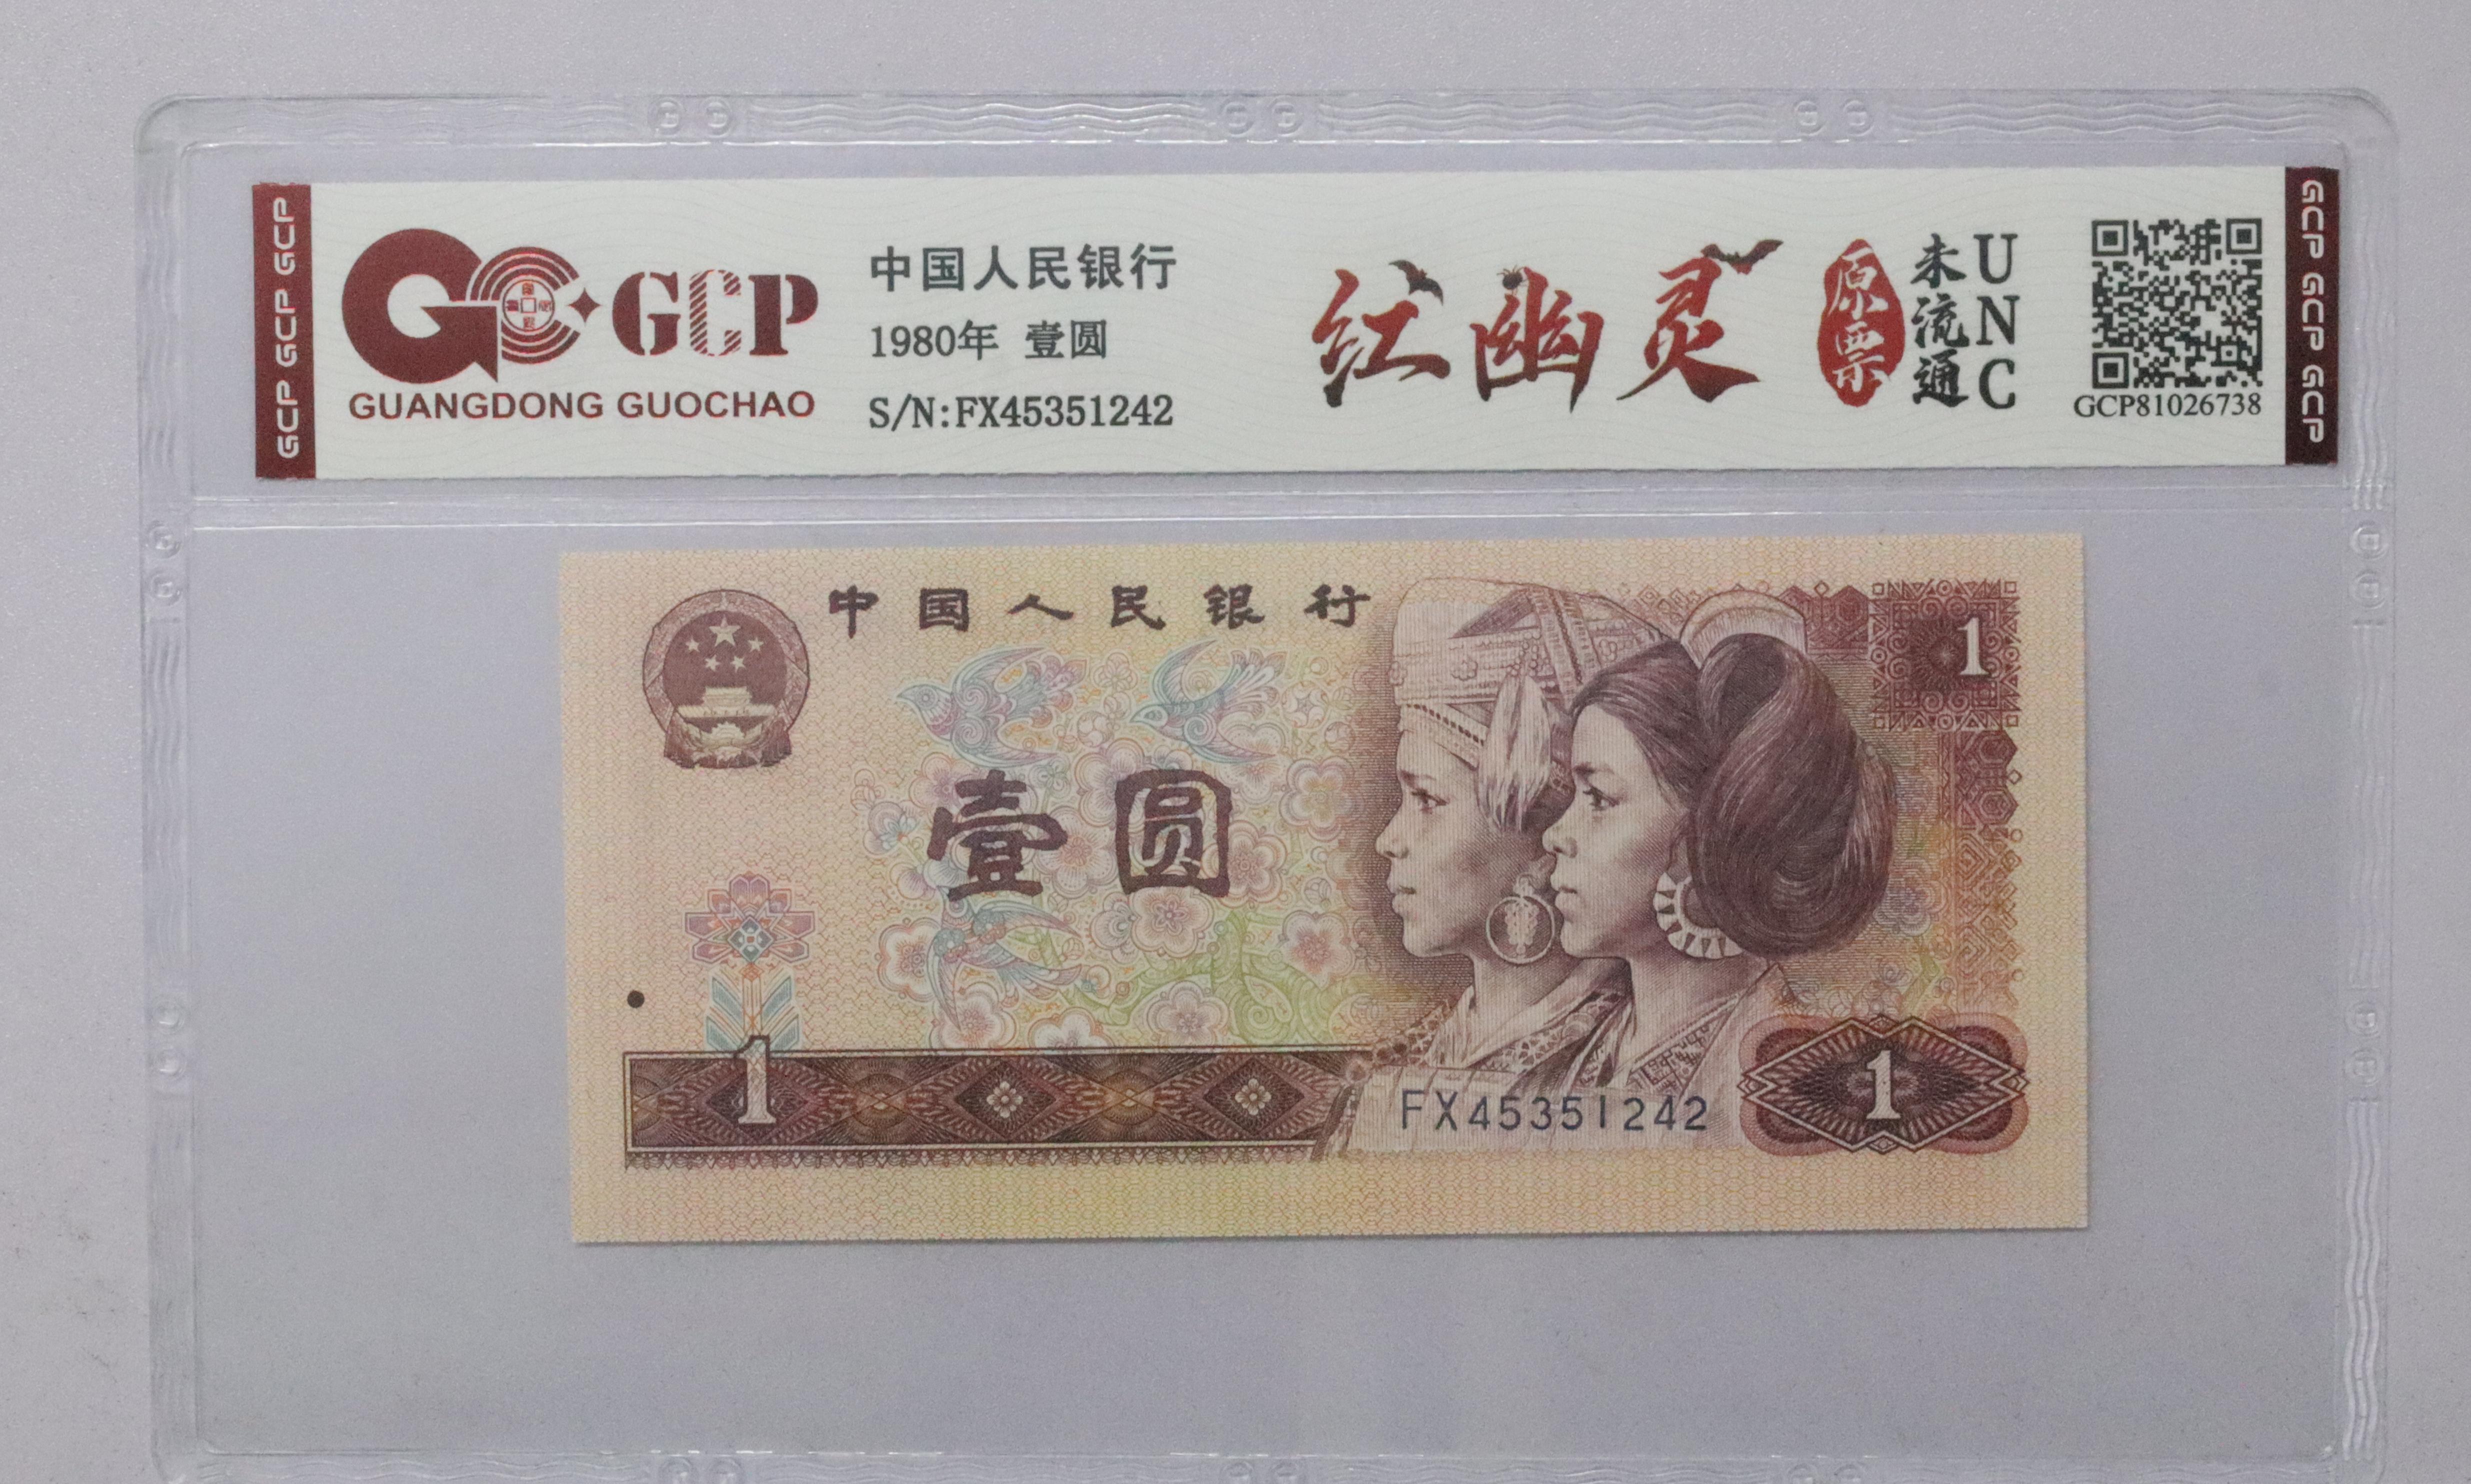 GCP GCP GCP
GCP
GUANGDONG GUOCHAO
中国人民银行
1980年 壹圆
S/N:FX45351242
红幽灵
原票
未流通
UNC
GCP81026738
GCP GCP GCP
中国人民银行
1
壹圆
1
FX45351242
1